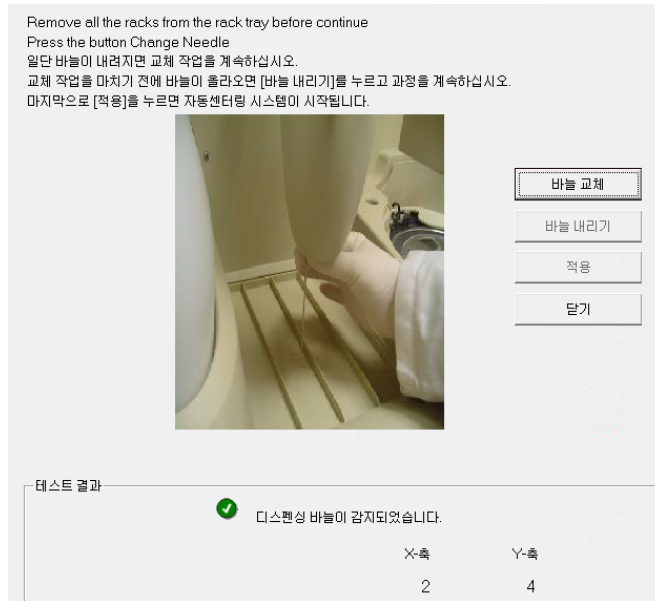 Remove all the racks from the rack tray before continue
Press the button Change Needle
일단 바늘이 내려지면 교체 작업을 계속하십시오.
교체 작업을 마치기 전에 바늘이 올라오면 [바늘 내리기]를 누르고 과정을 계속하십시오.
마지막으로 [적용]을 누르면 자동센터링 시스템이 시작됩니다.
바늘 교체
바늘 내리기
적용
닫기
테스트 결과
디스펜싱 바늘이 감지되었습니다.
X-축 Y-축
2 4